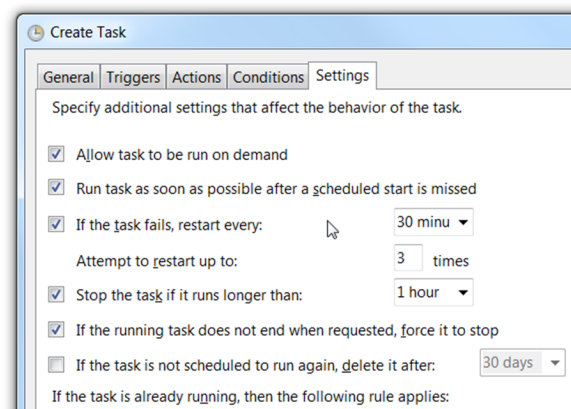 Create Task
General Triggers Actions Conditions Settings
Specify additional settings that affect the behavior of the task.
Allow task to be run on demand
Run task as soon as possible after a scheduled start is missed
If the task fails, restart every: 30 minu
Attempt to restart up to: 3 times
Stop the task if it runs longer than: 1 hour
If the running task does not end when requested, force it to stop
If the task is not scheduled to run again, delete it after: 30 days
If the task is already running, then the following rule applies: